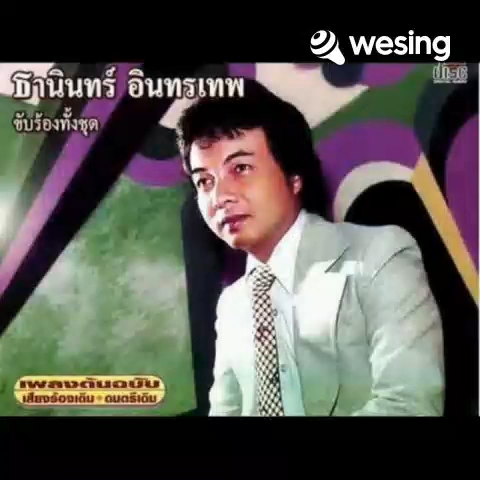 wesing
ธานินทร์ อินทรเทพ
ขับร้องทั้งชุด
เพลงต้นฉบับ
เสียงร้องเดิม + ดนตรีเดิม